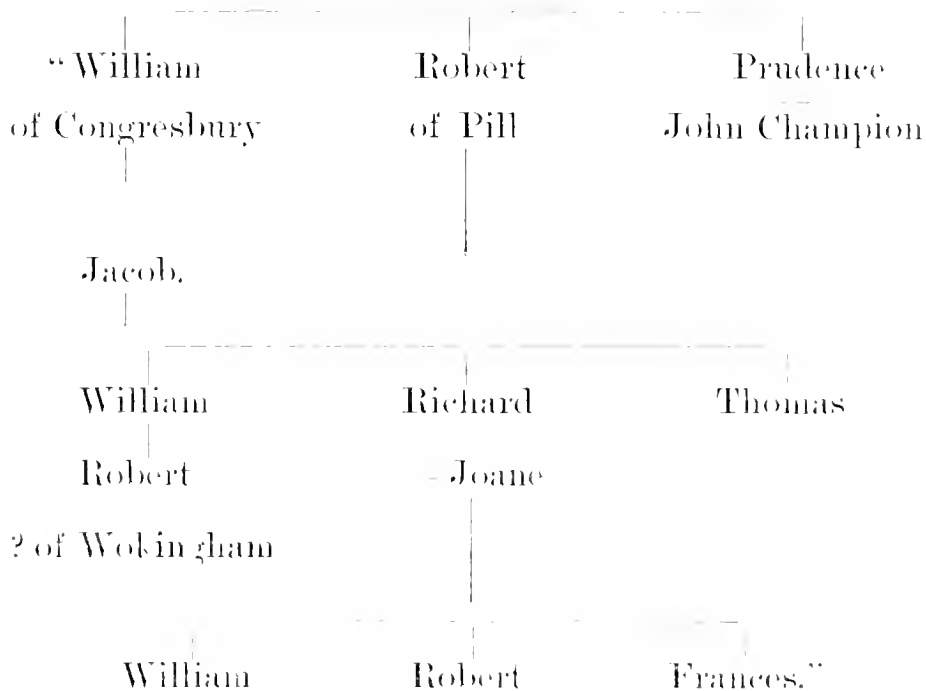 “William Robert Prudence
of Congresbury of Pill John Champion
Jacob.
William Richard Thomas
Robert - Joane
? of Wokingham
William Robert Frances.”